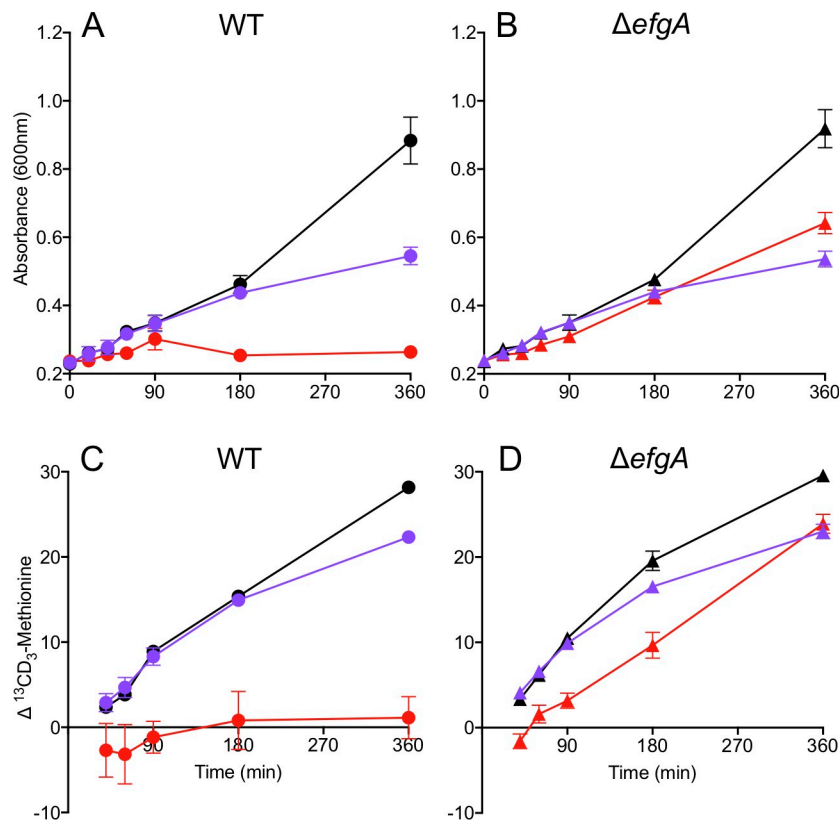 A WT
B ΔefgA
Absorbance (600nm)
1.2
1.0
0.8
0.6
0.4
0.2
0 90 180 270 360
1.2
1.0
0.8
0.6
0.4
0.2
0 90 180 270 360
C WT
D ΔefgA
Δ ¹³CD₃-Methionine
30
20
10
0
-10
90 180 270 360
Time (min)
30
20
10
0
-10
90 180 270 360
Time (min)